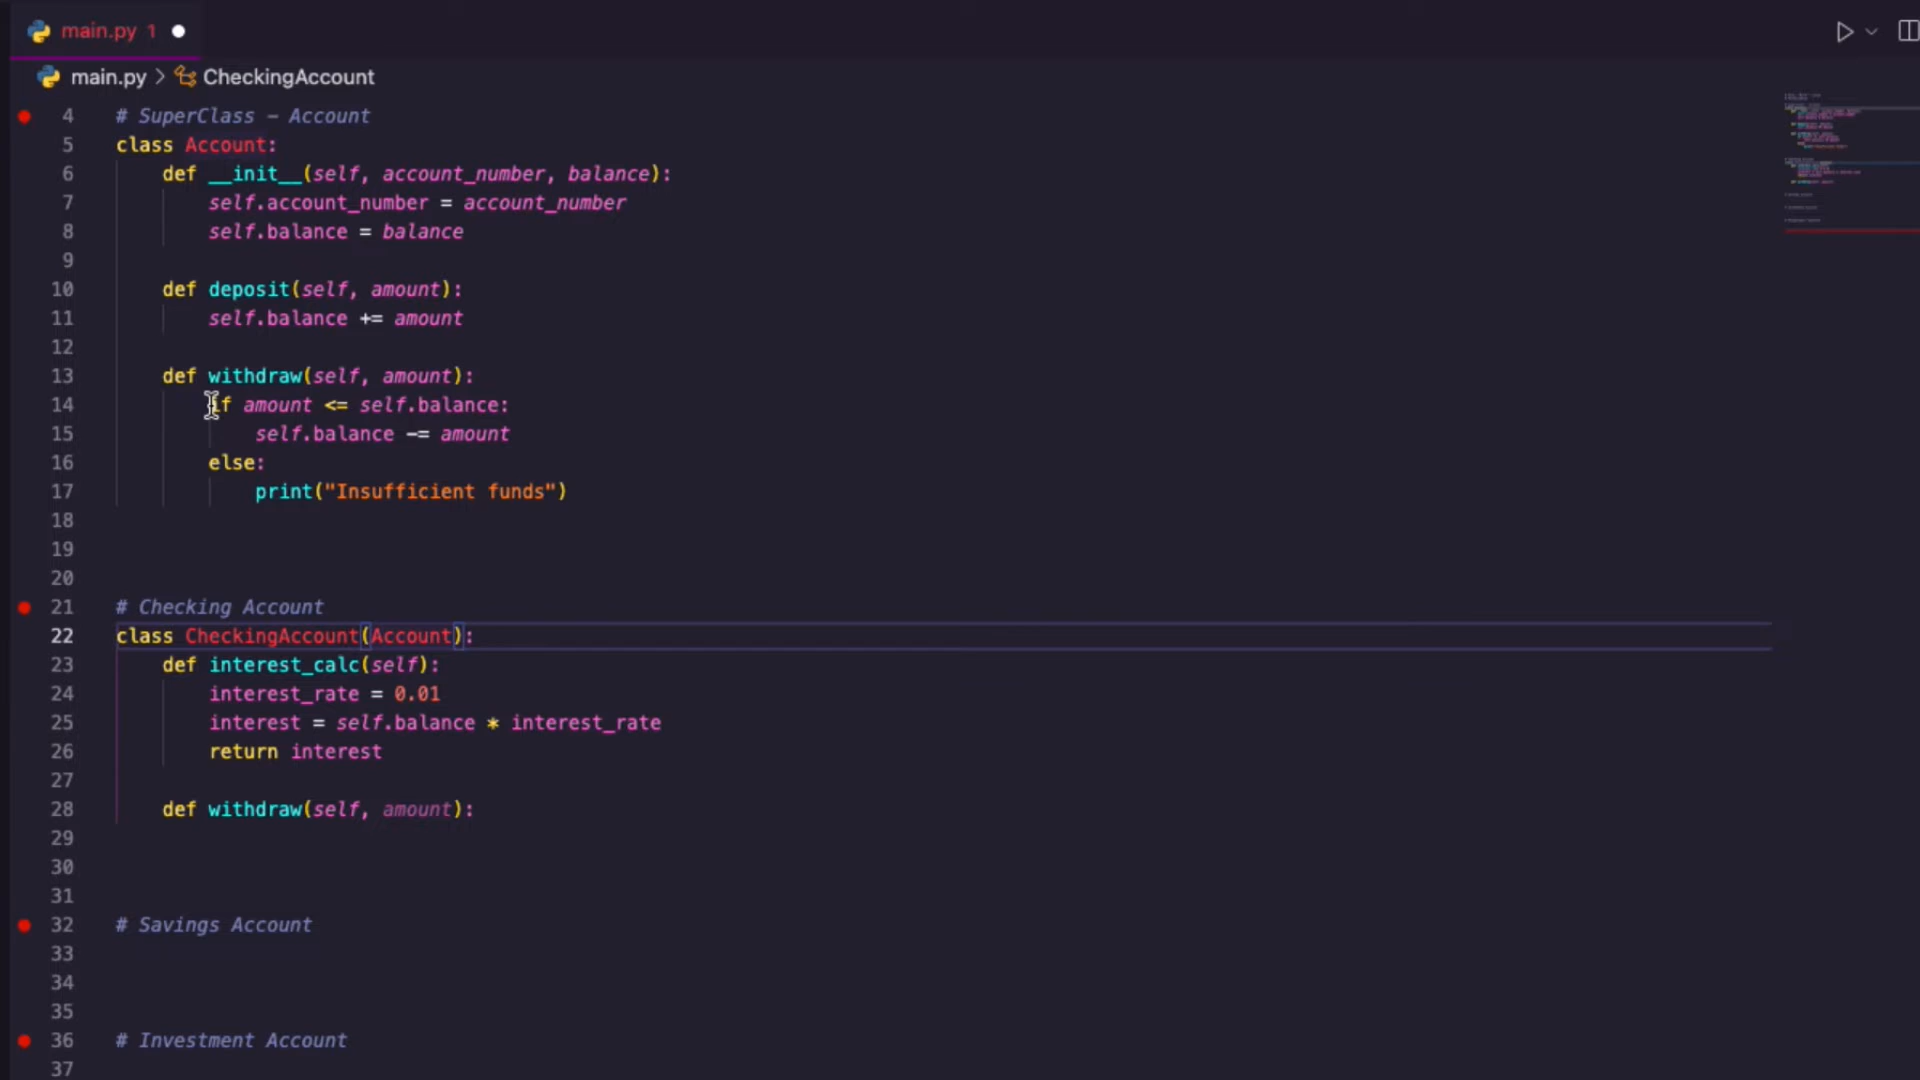 main.py 1
main.py > CheckingAccount
4 # SuperClass – Account
5 class Account:
6 def __init__(self, account_number, balance):
7 self.account_number = account_number
8 self.balance = balance
9
10 def deposit(self, amount):
11 self.balance += amount
12
13 def withdraw(self, amount):
14 if amount <= self.balance:
15 self.balance -= amount
16 else:
17 print("Insufficient funds")
18
19
20
21 # Checking Account
22 class CheckingAccount(Account):
23 def interest_calc(self):
24 interest_rate = 0.01
25 interest = self.balance * interest_rate
26 return interest
27
28 def withdraw(self, amount):
29
30
31
32 # Savings Account
33
34
35
36 # Investment Account
37